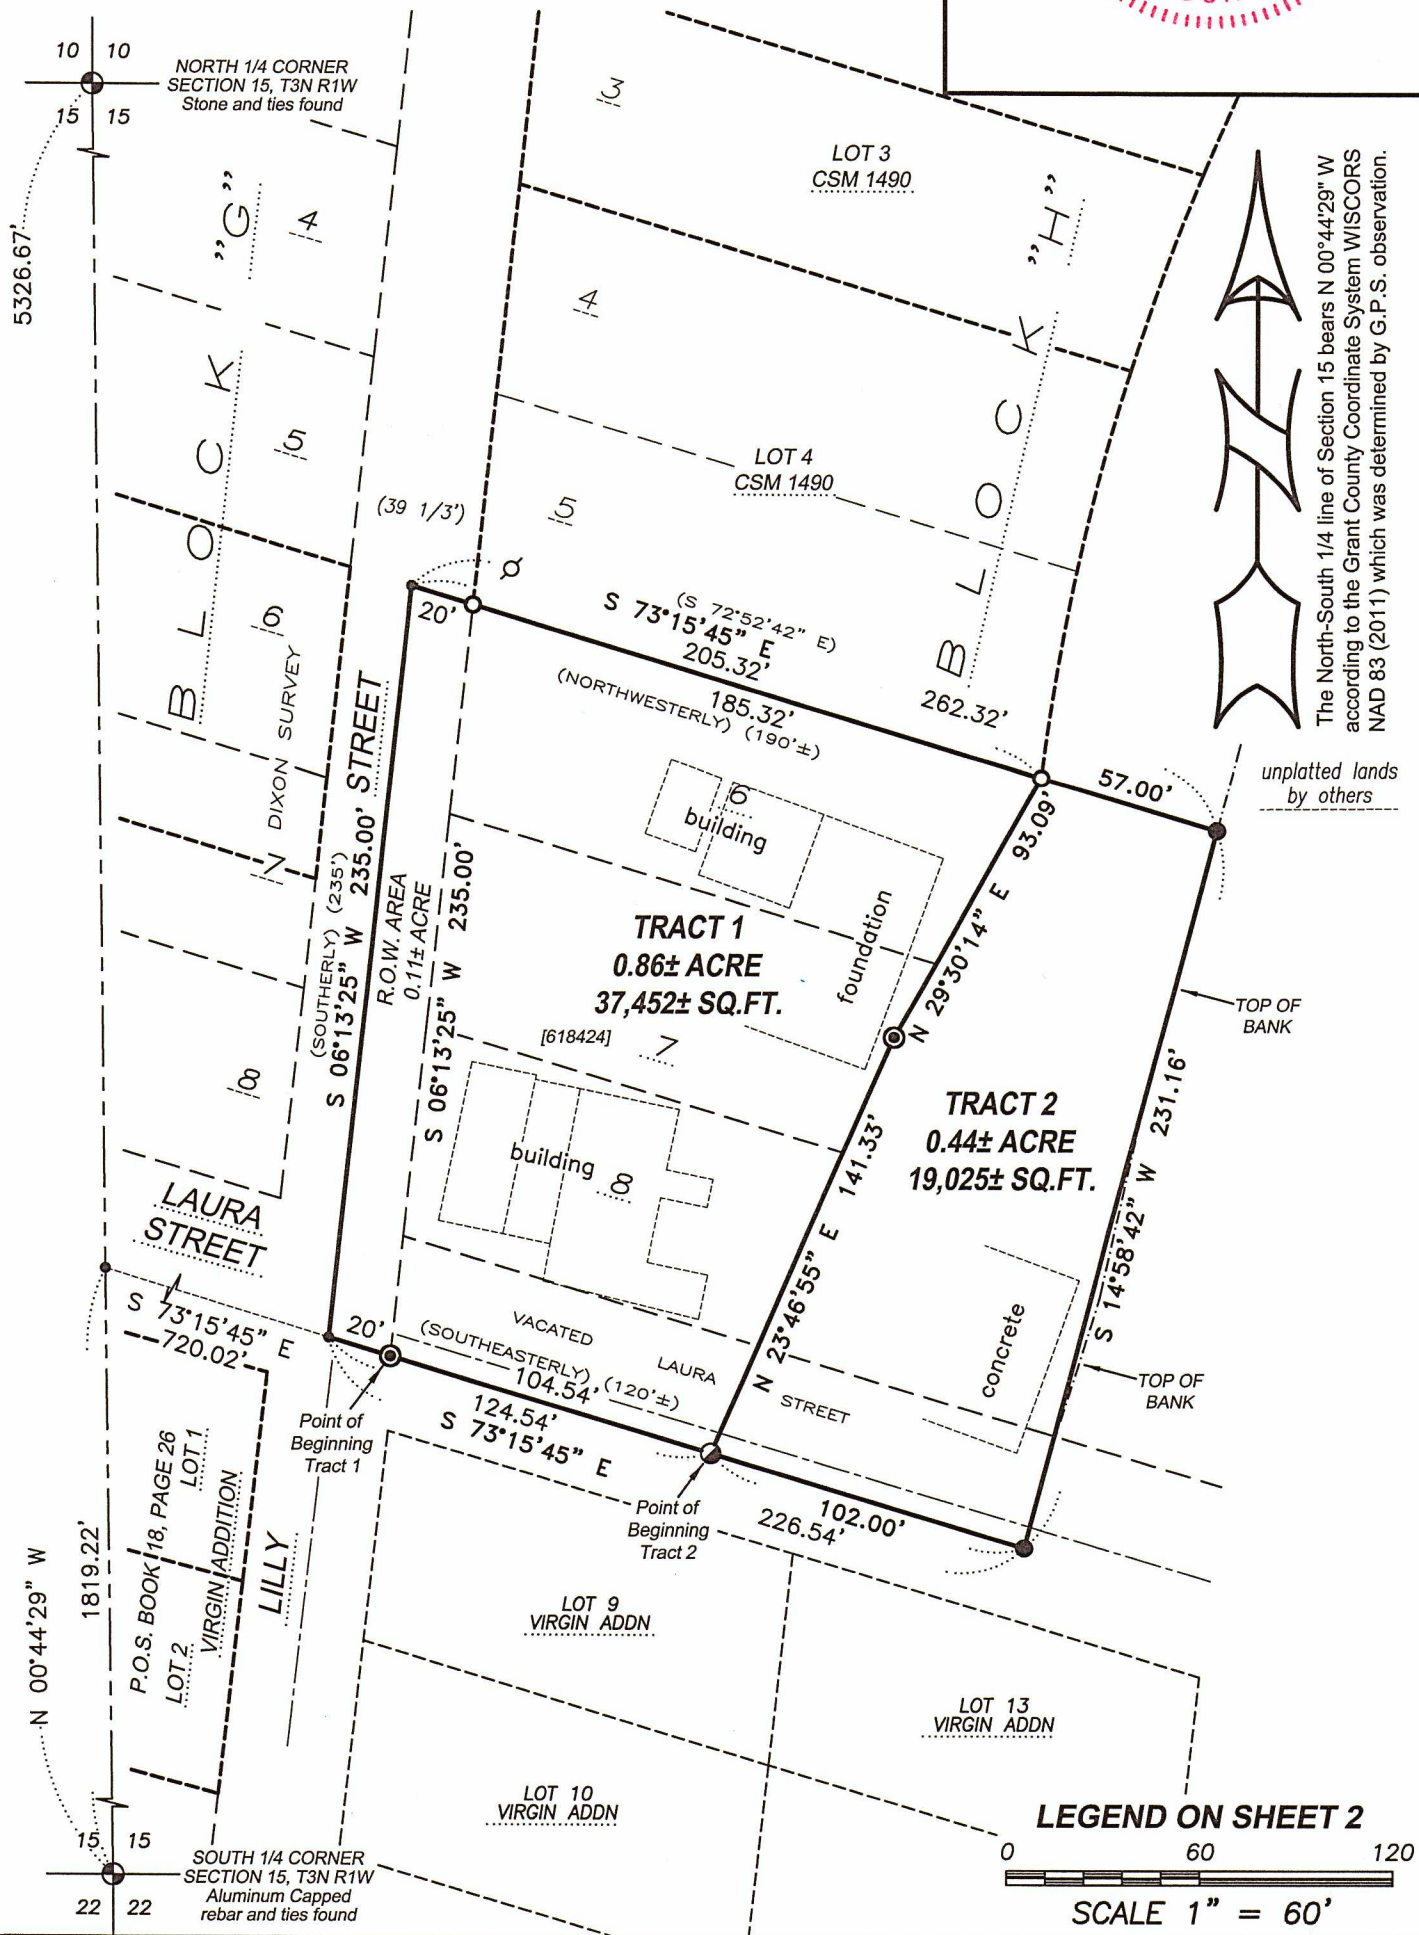 10 10
15 15
NORTH 1/4 CORNER
SECTION 15, T3N R1W
Stone and ties found
5326.67'
"G"
BLOCK
4
5
6
7
8
DIXON SURVEY
3
LOT 3
CSM 1490
4
LOT 4
CSM 1490
5
"H"
BLOCK
The North-South 1/4 line of Section 15 bears N 00°44'29" W
according to the Grant County Coordinate System WISCORS
NAD 83 (2011) which was determined by G.P.S. observation.
N
(39 1/3')
20'
(S 72°52'42" E)
S 73°15'45" E
205.32'
185.32'
(NORTHWESTERLY) (190'±)
262.32'
57.00'
unplatted lands
by others
STREET
(SOUTHERLY) (235')
S 06°13'25" W 235.00'
R.O.W. AREA
0.11± ACRE
S 06°13'25" W 235.00'
6
building
foundation
TRACT 1
0.86± ACRE
37,452± SQ.FT.
[618424]
7
N 29°30'14" E 93.09'
TOP OF
BANK
TRACT 2
0.44± ACRE
19,025± SQ.FT.
building
8
N 23°46'55" E 141.33'
S 14°58'42" W 231.16'
concrete
TOP OF
BANK
LAURA
STREET
S 73°15'45" E
720.02'
20'
VACATED LAURA STREET
(SOUTHEASTERLY) (120'±)
104.54'
124.54'
S 73°15'45" E
Point of
Beginning
Tract 1
Point of
Beginning
Tract 2
102.00'
226.54'
P.O.S. BOOK 18, PAGE 26
LOT 1
LOT 2
VIRGIN ADDITION
LILLY
1819.22'
N 00°44'29" W
LOT 9
VIRGIN ADDN
LOT 13
VIRGIN ADDN
LOT 10
VIRGIN ADDN
15 15
22 22
SOUTH 1/4 CORNER
SECTION 15, T3N R1W
Aluminum Capped
rebar and ties found
LEGEND ON SHEET 2
0 60 120
SCALE 1" = 60'